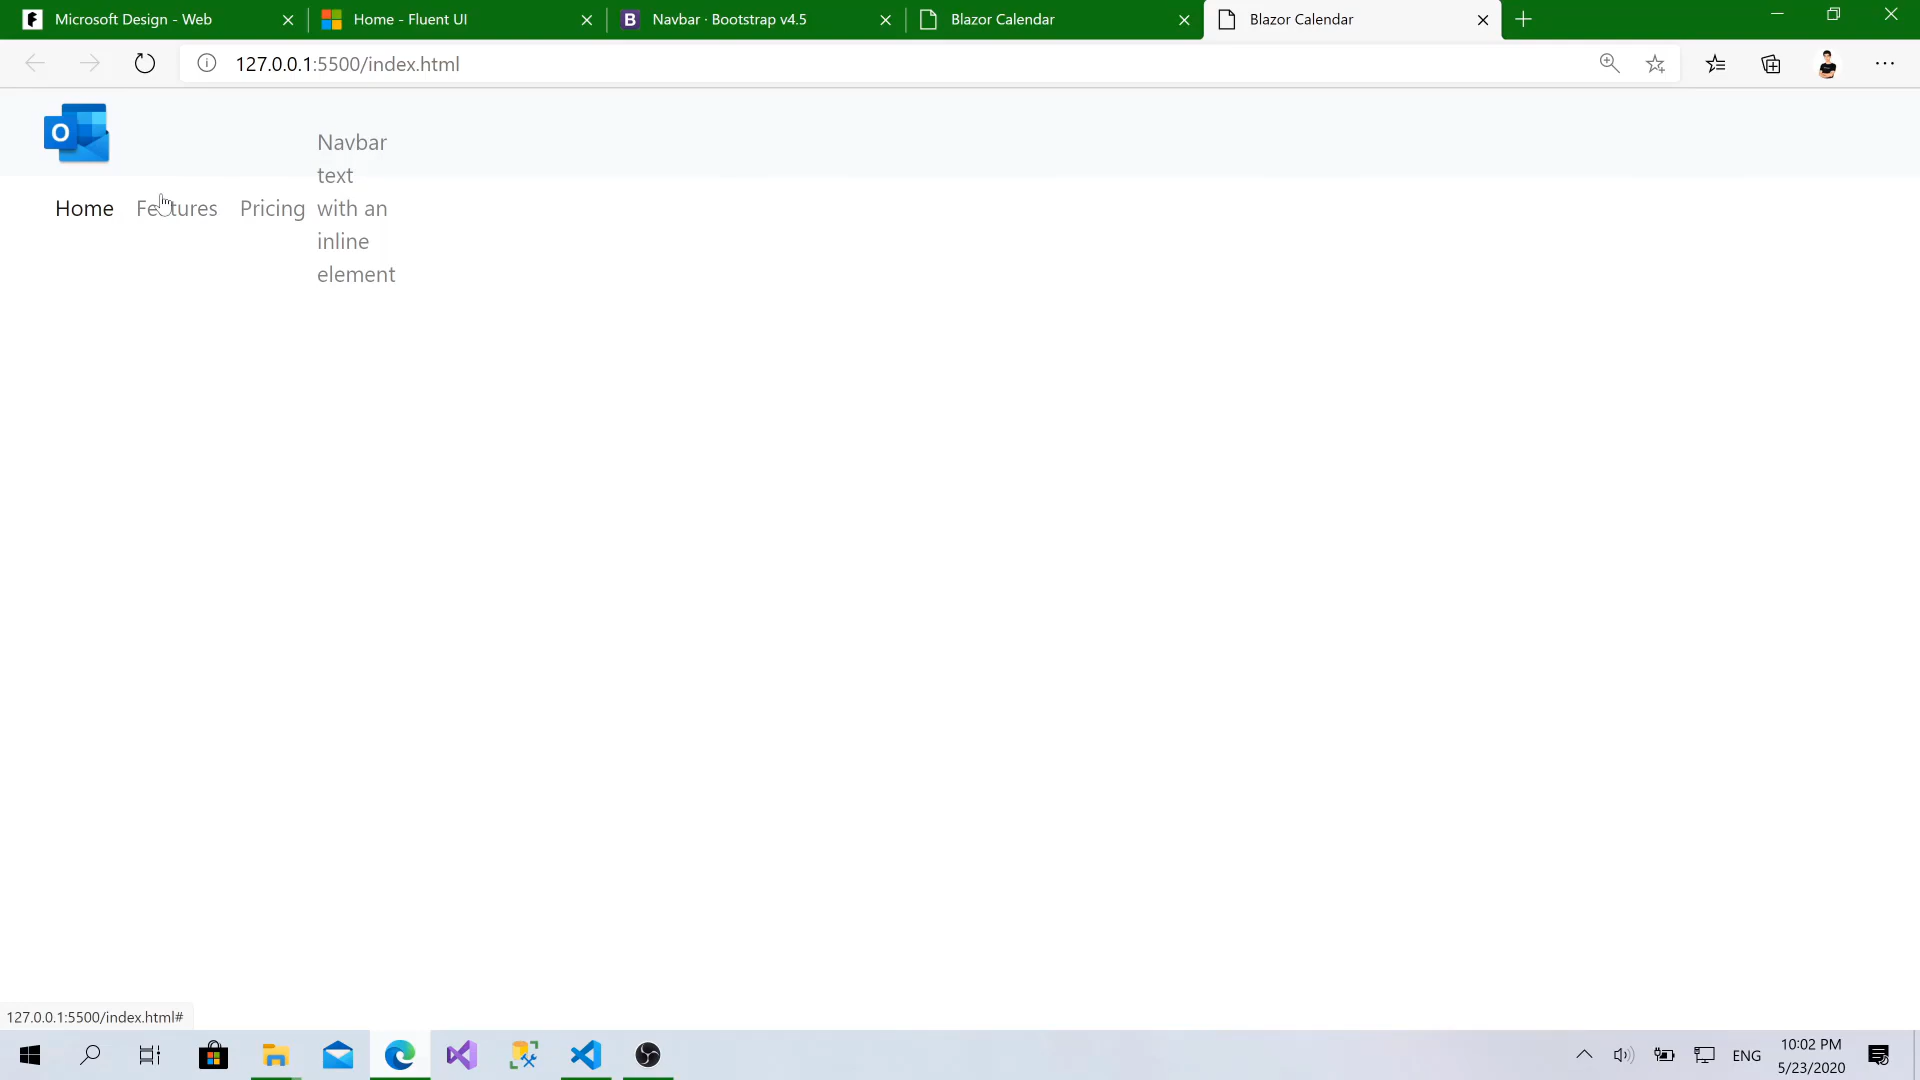 Microsoft Design - Web
Home - Fluent UI
B Navbar · Bootstrap v4.5
Blazor Calendar
Blazor Calendar
127.0.0.1:5500/index.html
O
Navbar
text
Home Features Pricing with an
inline
element
127.0.0.1:5500/index.html#
ENG
10:02 PM
5/23/2020